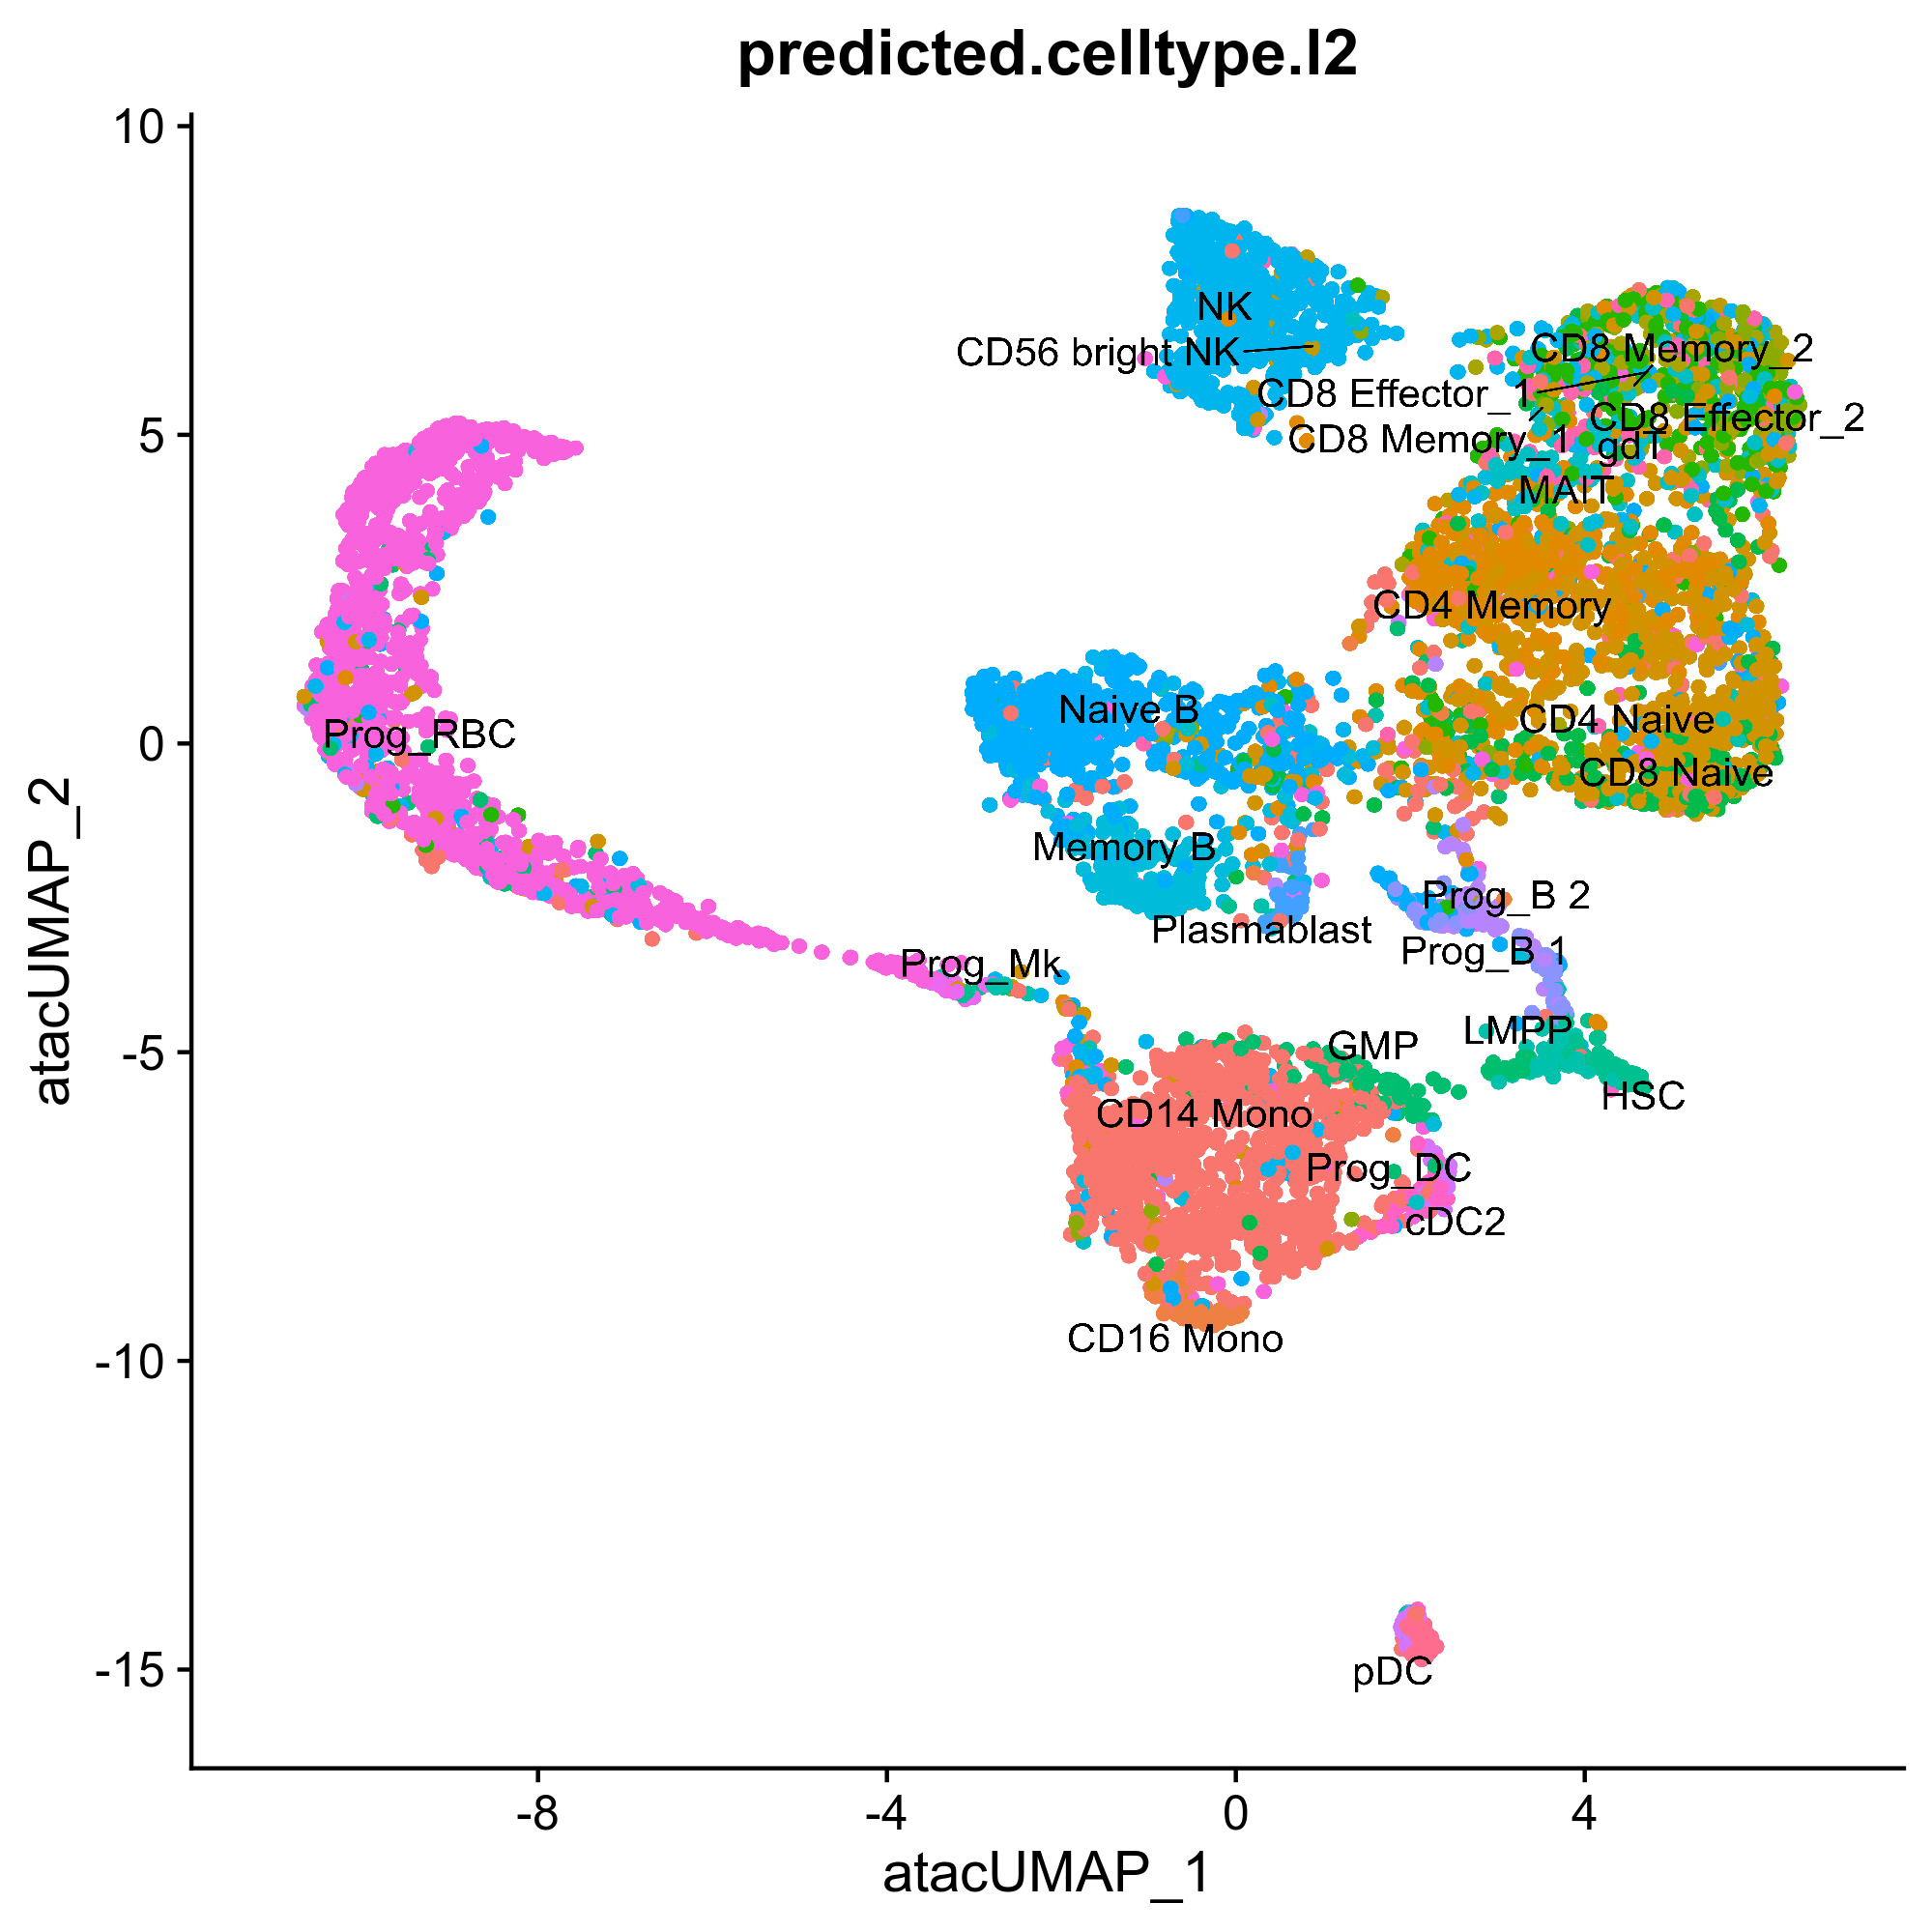 predicted.celltype.l2
10
5
0
-5
-10
-15
atacUMAP_2
NK
CD56 bright NK
CD8 Memory_2
CD8 Effector_1
CD8 Effector_2
CD8 Memory_1
gdT
MAIT
CD4 Memory
Naive B
CD4 Naive
Prog_RBC
CD8 Naive
Memory B
Prog_B 2
Plasmablast
Prog_B 1
Prog_Mk
LMPP
GMP
HSC
CD14 Mono
Prog_DC
cDC2
CD16 Mono
pDC
-8
-4
0
4
atacUMAP_1